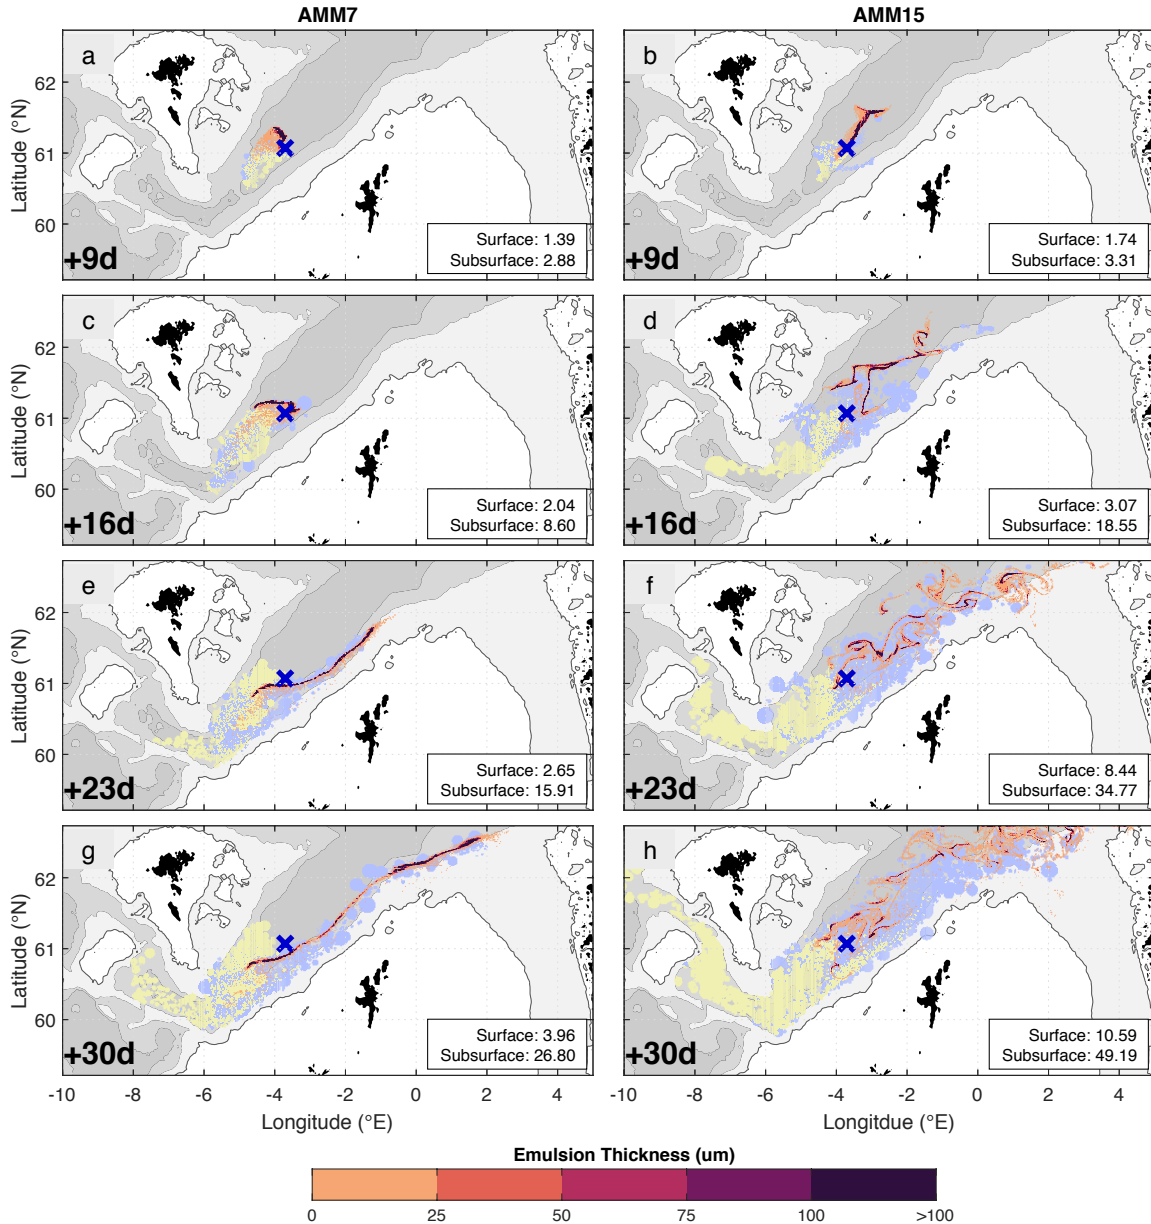 AMM7 AMM15
a b
62
61
60
Latitude (°N)
Surface: 1.39
Subsurface: 2.88
+9d
Surface: 1.74
Subsurface: 3.31
+9d
c d
62
61
60
Latitude (°N)
Surface: 2.04
Subsurface: 8.60
+16d
Surface: 3.07
Subsurface: 18.55
+16d
e f
62
61
60
Latitude (°N)
Surface: 2.65
Subsurface: 15.91
+23d
Surface: 8.44
Subsurface: 34.77
+23d
g h
62
61
60
Latitude (°N)
Surface: 3.96
Subsurface: 26.80
+30d
Surface: 10.59
Subsurface: 49.19
+30d
-10 -8 -6 -4 -2 0 2 4
-8 -6 -4 -2 0 2 4
Longitude (°E) Longitdue (°E)
Emulsion Thickness (um)
0 25 50 75 100 >100